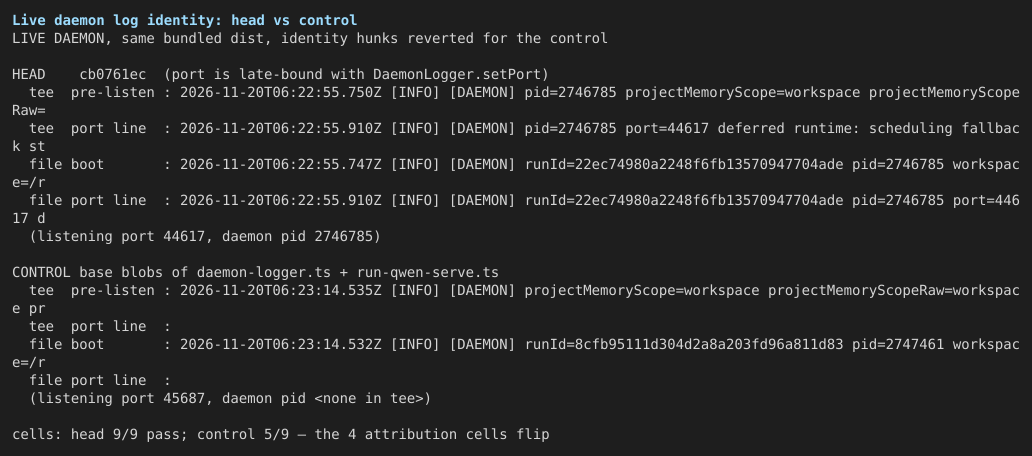 Live daemon log identity: head vs control
LIVE DAEMON, same bundled dist, identity hunks reverted for the control
HEAD    cb0761ec  (port is late-bound with DaemonLogger.setPort)
  tee  pre-listen : 2026-11-20T06:22:55.750Z [INFO] [DAEMON] pid=2746785 projectMemoryScope=workspace projectMemoryScope
Raw=
  tee  port line  : 2026-11-20T06:22:55.910Z [INFO] [DAEMON] pid=2746785 port=44617 deferred runtime: scheduling fallbac
k st
  file boot       : 2026-11-20T06:22:55.747Z [INFO] [DAEMON] runId=22ec74980a2248f6fb13570947704ade pid=2746785 workspac
e=/r
  file port line  : 2026-11-20T06:22:55.910Z [INFO] [DAEMON] runId=22ec74980a2248f6fb13570947704ade pid=2746785 port=446
17 d
  (listening port 44617, daemon pid 2746785)
CONTROL base blobs of daemon-logger.ts + run-qwen-serve.ts
  tee  pre-listen : 2026-11-20T06:23:14.535Z [INFO] [DAEMON] projectMemoryScope=workspace projectMemoryScopeRaw=workspac
e pr
  tee  port line  :
  file boot       : 2026-11-20T06:23:14.532Z [INFO] [DAEMON] runId=8cfb95111d304d2a8a203fd96a811d83 pid=2747461 workspac
e=/r
  file port line  :
  (listening port 45687, daemon pid <none in tee>)
cells: head 9/9 pass; control 5/9 — the 4 attribution cells flip